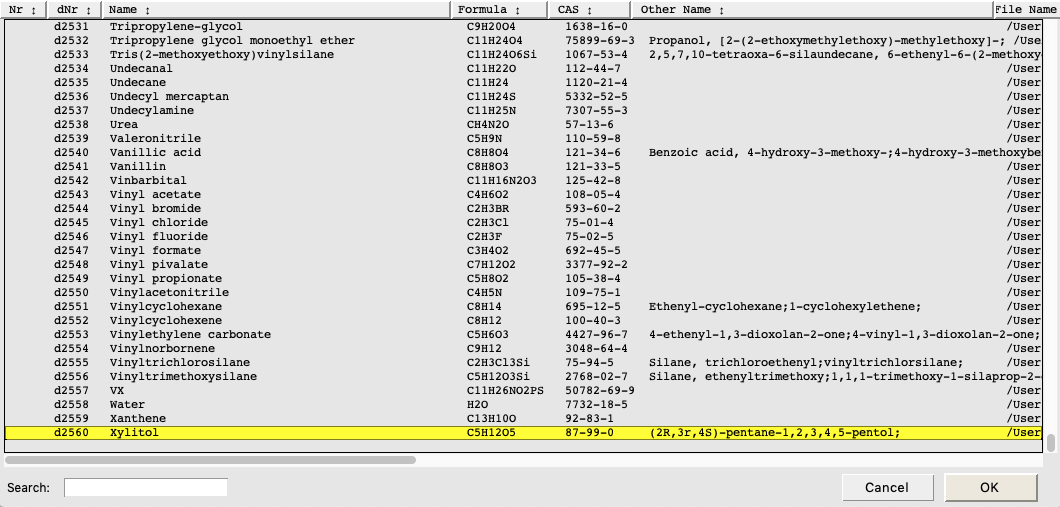 Nr ↕ dNr ↕ Name ↕ Formula ↕ CAS ↕ Other Name ↕ File Name
d2531 Tripropylene-glycol C9H20O4 1638-16-0 /User
d2532 Tripropylene glycol monoethyl ether C11H24O4 75899-69-3 Propanol, [2-(2-ethoxymethylethoxy)-methylethoxy]-; /User
d2533 Tris(2-methoxyethoxy)vinylsilane C11H24O6Si 1067-53-4 2,5,7,10-tetraoxa-6-silaundecane, 6-ethenyl-6-(2-methoxy /User
d2534 Undecanal C11H22O 112-44-7 /User
d2535 Undecane C11H24 1120-21-4 /User
d2536 Undecyl mercaptan C11H24S 5332-52-5 /User
d2537 Undecylamine C11H25N 7307-55-3 /User
d2538 Urea CH4N2O 57-13-6 /User
d2539 Valeronitrile C5H9N 110-59-8 /User
d2540 Vanillic acid C8H8O4 121-34-6 Benzoic acid, 4-hydroxy-3-methoxy-;4-hydroxy-3-methoxybe /User
d2541 Vanillin C8H8O3 121-33-5 /User
d2542 Vinbarbital C11H16N2O3 125-42-8 /User
d2543 Vinyl acetate C4H6O2 108-05-4 /User
d2544 Vinyl bromide C2H3BR 593-60-2 /User
d2545 Vinyl chloride C2H3Cl 75-01-4 /User
d2546 Vinyl fluoride C2H3F 75-02-5 /User
d2547 Vinyl formate C3H4O2 692-45-5 /User
d2548 Vinyl pivalate C7H12O2 3377-92-2 /User
d2549 Vinyl propionate C5H8O2 105-38-4 /User
d2550 Vinylacetonitrile C4H5N 109-75-1 /User
d2551 Vinylcyclohexane C8H14 695-12-5 Ethenyl-cyclohexane;1-cyclohexylethene; /User
d2552 Vinylcyclohexene C8H12 100-40-3 /User
d2553 Vinylethylene carbonate C5H6O3 4427-96-7 4-ethenyl-1,3-dioxolan-2-one;4-vinyl-1,3-dioxolan-2-one; /User
d2554 Vinylnorbornene C9H12 3048-64-4 /User
d2555 Vinyltrichlorosilane C2H3Cl3Si 75-94-5 Silane, trichloroethenyl;vinyltrichlorsilane; /User
d2556 Vinyltrimethoxysilane C5H12O3Si 2768-02-7 Silane, ethenyltrimethoxy;1,1,1-trimethoxy-1-silaprop-2- /User
d2557 VX C11H26NO2PS 50782-69-9 /User
d2558 Water H2O 7732-18-5 /User
d2559 Xanthene C13H10O 92-83-1 /User
d2560 Xylitol C5H12O5 87-99-0 (2R,3r,4S)-pentane-1,2,3,4,5-pentol; /User
Search: Cancel OK